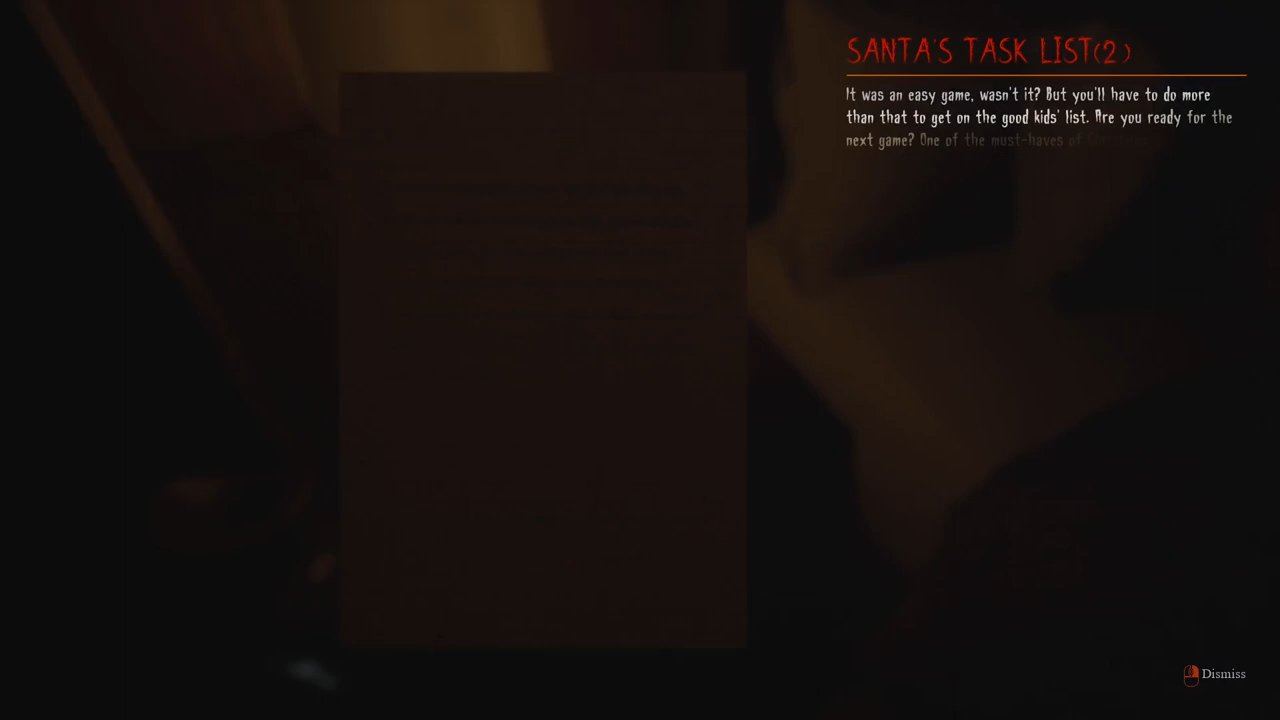 SANTA'S TASK LIST(2)
It was an easy game, wasn't it? But you'll have to do more
than that to get on the good kids' list. Are you ready for the
next game? One of the must-haves of
Dismiss